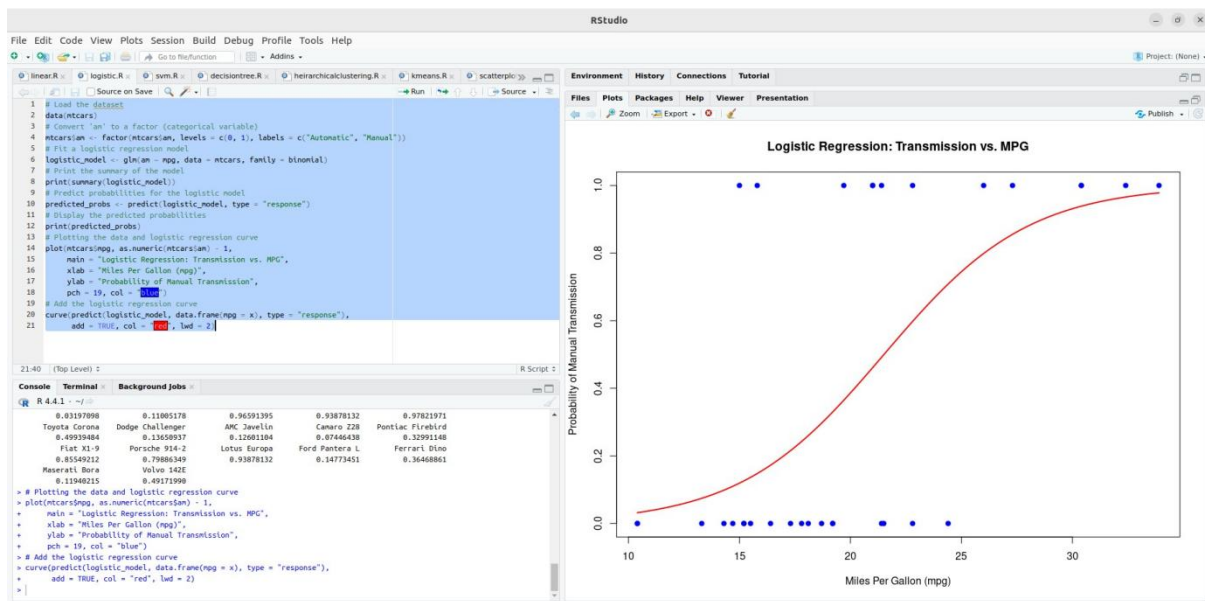 RStudio
File Edit Code View Plots Session Build Debug Profile Tools Help
Go to file/function
Addins
Project: (None)
linear.R
logistic.R
svm.R
decisiontree.R
heirarchicalclustering.R
kmeans.R
scatterplo
Source on Save
Run
Source
1 # Load the dataset
2 data(mtcars)
3 # Convert 'am' to a factor (categorical variable)
4 mtcars$am <- factor(mtcars$am, levels = c(0, 1), labels = c("Automatic", "Manual"))
5 # Fit a logistic regression model
6 logistic_model <- glm(am ~ mpg, data = mtcars, family = binomial)
7 # Print the summary of the model
8 print(summary(logistic_model))
9 # Predict probabilities for the logistic model
10 predicted_probs <- predict(logistic_model, type = "response")
11 # Display the predicted probabilities
12 print(predicted_probs)
13 # Plotting the data and logistic regression curve
14 plot(mtcars$mpg, as.numeric(mtcars$am) - 1,
15 main = "Logistic Regression: Transmission vs. MPG",
16 xlab = "Miles Per Gallon (mpg)",
17 ylab = "Probability of Manual Transmission",
18 pch = 19, col = "blue")
19 # Add the logistic regression curve
20 curve(predict(logistic_model, data.frame(mpg = x), type = "response"),
21 add = TRUE, col = "red", lwd = 2)
21:40 (Top Level)
R Script
Console Terminal Background Jobs
R 4.4.1 · ~/
0.03197098 0.11005178 0.96591395 0.93878132 0.97821971
Toyota Corona Dodge Challenger AMC Javelin Camaro Z28 Pontiac Firebird
0.49939484 0.13650937 0.12601104 0.07446438 0.32991148
Fiat X1-9 Porsche 914-2 Lotus Europa Ford Pantera L Ferrari Dino
0.85549212 0.79886349 0.93878132 0.14773451 0.36468861
Maserati Bora Volvo 142E
0.11940215 0.49171990
> # Plotting the data and logistic regression curve
> plot(mtcars$mpg, as.numeric(mtcars$am) - 1,
+ main = "Logistic Regression: Transmission vs. MPG",
+ xlab = "Miles Per Gallon (mpg)",
+ ylab = "Probability of Manual Transmission",
+ pch = 19, col = "blue")
> # Add the logistic regression curve
> curve(predict(logistic_model, data.frame(mpg = x), type = "response"),
+ add = TRUE, col = "red", lwd = 2)
>
Environment History Connections Tutorial
Files Plots Packages Help Viewer Presentation
Zoom Export Publish
Logistic Regression: Transmission vs. MPG
Probability of Manual Transmission
1.0
0.8
0.6
0.4
0.2
0.0
10 15 20 25 30
Miles Per Gallon (mpg)